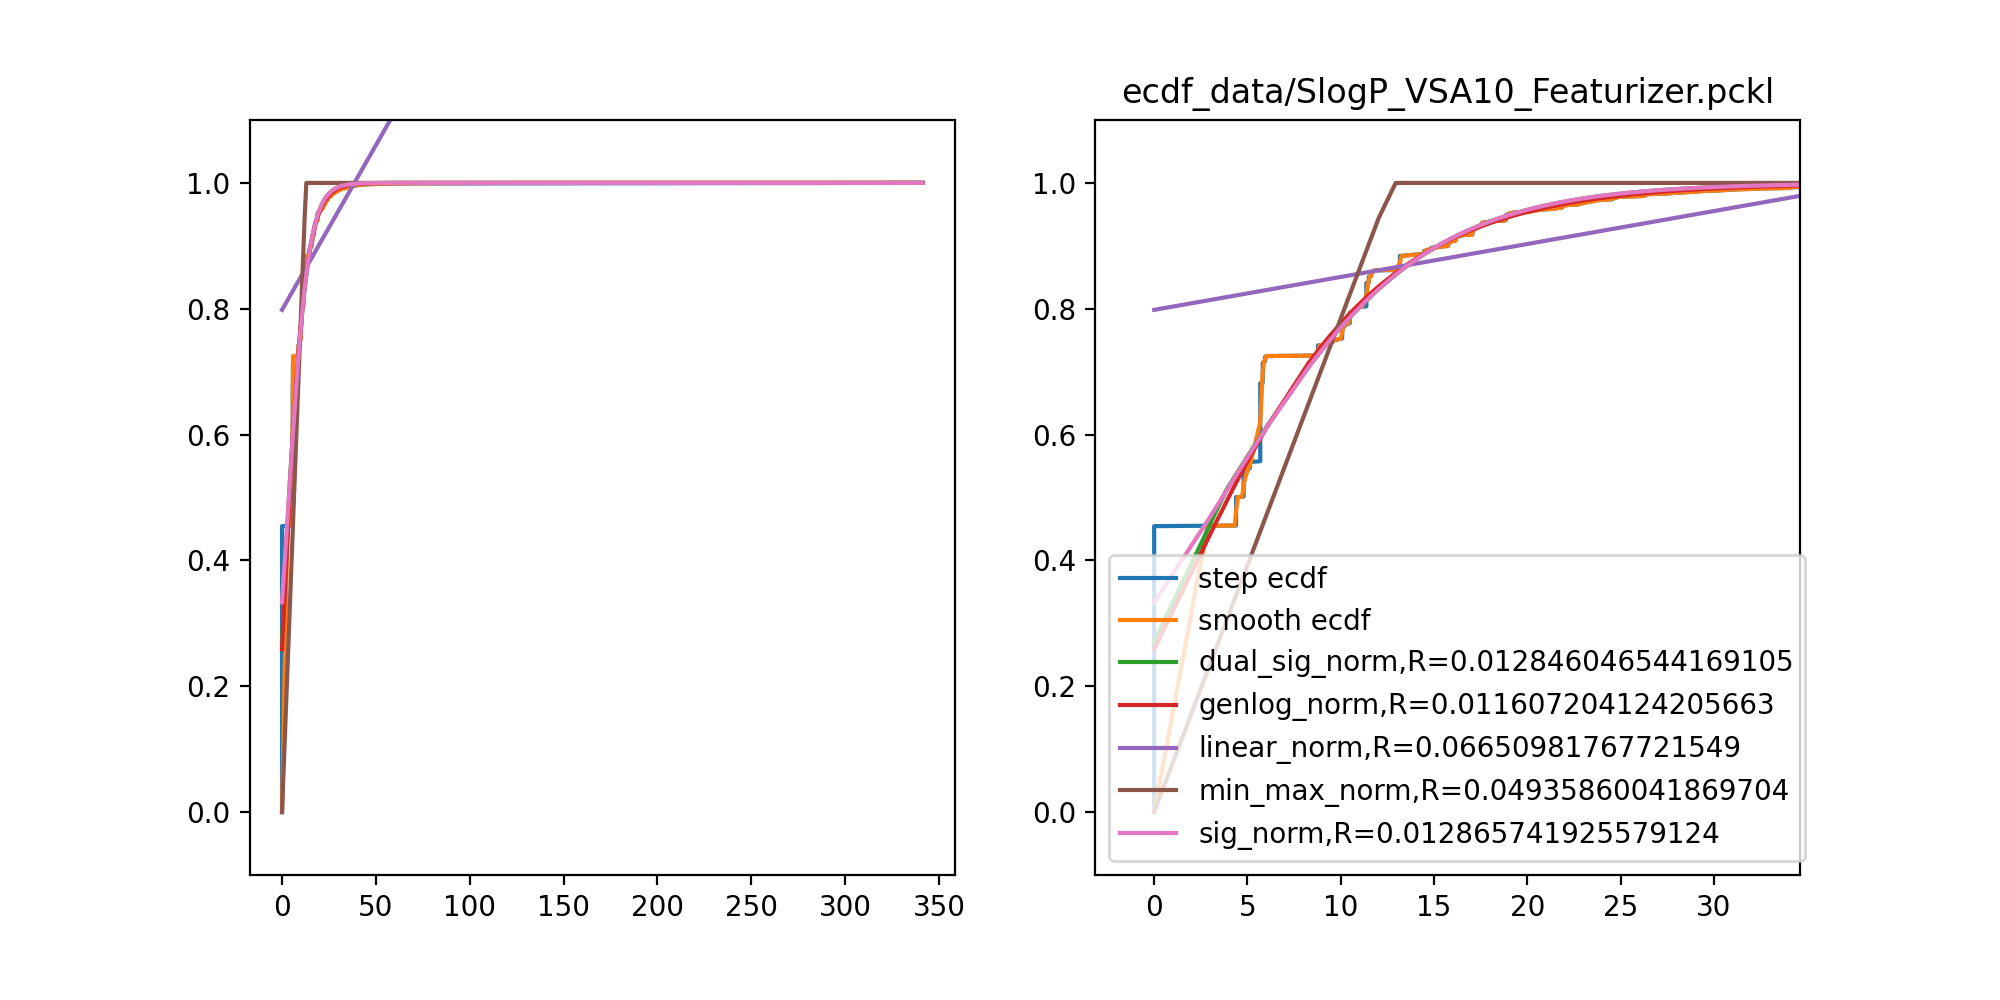 ecdf_data/SlogP_VSA10_Featurizer.pckl
1.0
0.8
0.6
0.4
0.2
0.0
0 50 100 150 200 250 300 350
1.0
0.8
0.6
0.4
0.2
0.0
step ecdf
smooth ecdf
dual_sig_norm,R=0.012846046544169105
genlog_norm,R=0.011607204124205663
linear_norm,R=0.06650981767721549
min_max_norm,R=0.04935860041869704
sig_norm,R=0.012865741925579124
0 5 10 15 20 25 30